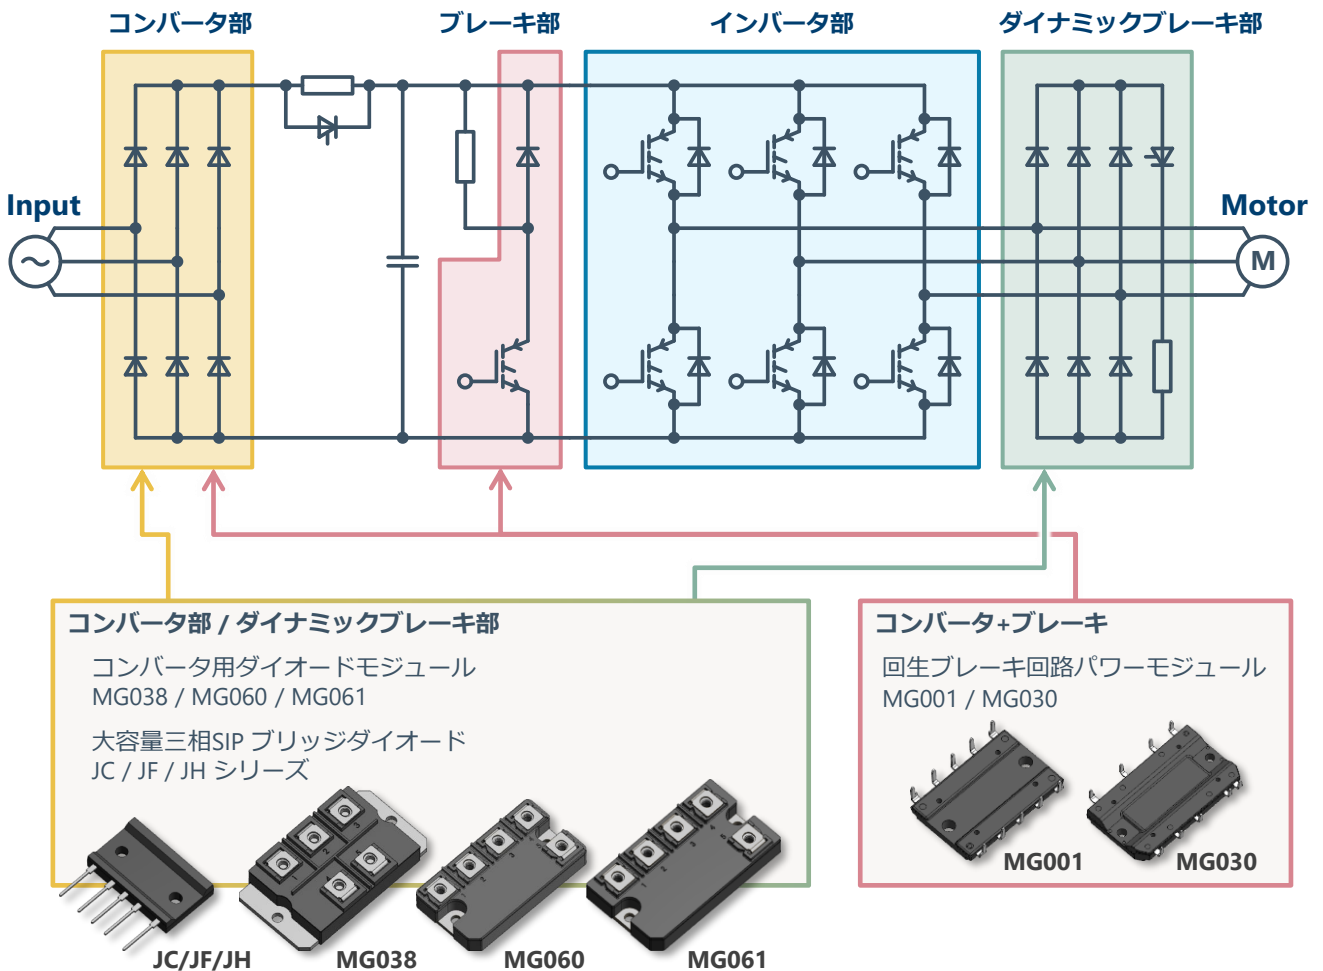 コンバータ部
ブレーキ部
インバータ部
ダイナミックブレーキ部
Input
Motor
M
コンバータ部 / ダイナミックブレーキ部
コンバータ用ダイオードモジュール
MG038 / MG060 / MG061
大容量三相SIP ブリッジダイオード
JC / JF / JH シリーズ
JC/JF/JH
MG038
MG060
MG061
コンバータ+ブレーキ
回生ブレーキ回路パワーモジュール
MG001 / MG030
MG001
MG030